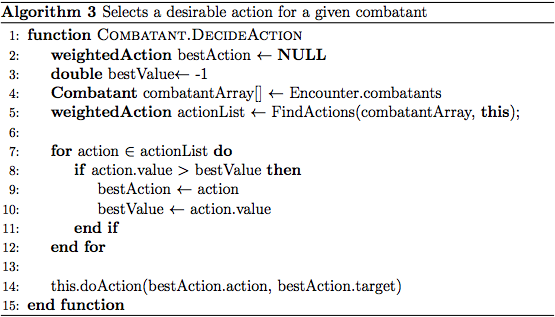 Algorithm 3 Selects a desirable action for a given combatant
1: function COMBATANT.DECIDEACTION
2: weightedAction bestAction ← NULL
3: double bestValue← -1
4: Combatant combatantArray[] ← Encounter.combatants
5: weightedAction actionList ← FindActions(combatantArray, this);
6:
7: for action ∈ actionList do
8: if action.value > bestValue then
9: bestAction ← action
10: bestValue ← action.value
11: end if
12: end for
13:
14: this.doAction(bestAction.action, bestAction.target)
15: end function